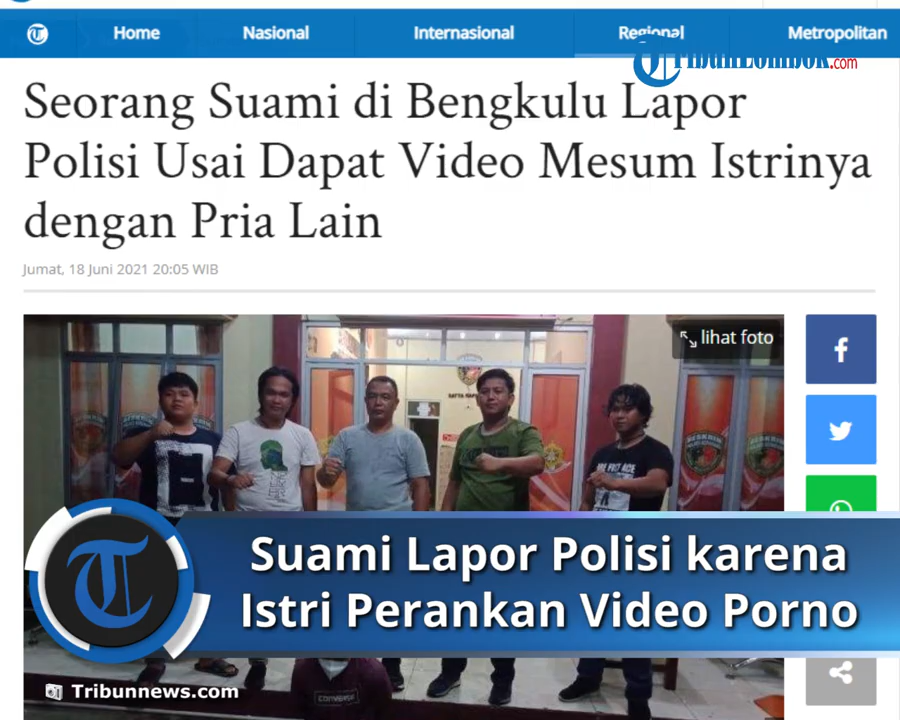 Home Nasional Internasional Regional Metropolitan
TribunLombok.com
Seorang Suami di Bengkulu Lapor
Polisi Usai Dapat Video Mesum Istrinya
dengan Pria Lain
Jumat, 18 Juni 2021 20:05 WIB
lihat foto
Suami Lapor Polisi karena
Istri Perankan Video Porno
CONVERSE
Tribunnews.com